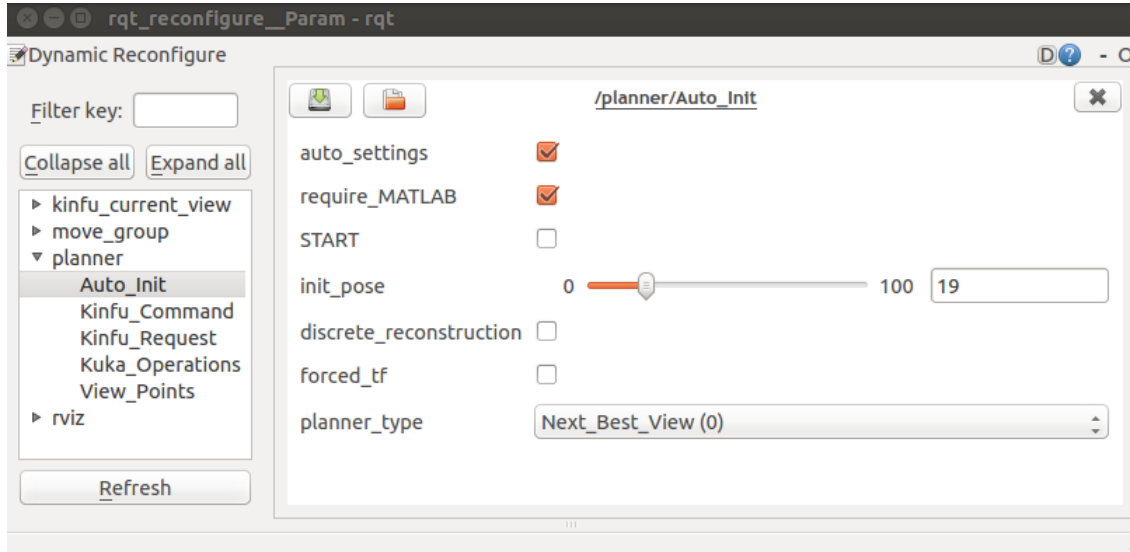 rqt_reconfigure__Param - rqt
Dynamic Reconfigure
D ? - O
Filter key:
Collapse all Expand all
kinfu_current_view
move_group
planner
Auto_Init
Kinfu_Command
Kinfu_Request
Kuka_Operations
View_Points
rviz
Refresh
/planner/Auto_Init
auto_settings
require_MATLAB
START
init_pose 0 100 19
discrete_reconstruction
forced_tf
planner_type Next_Best_View (0)